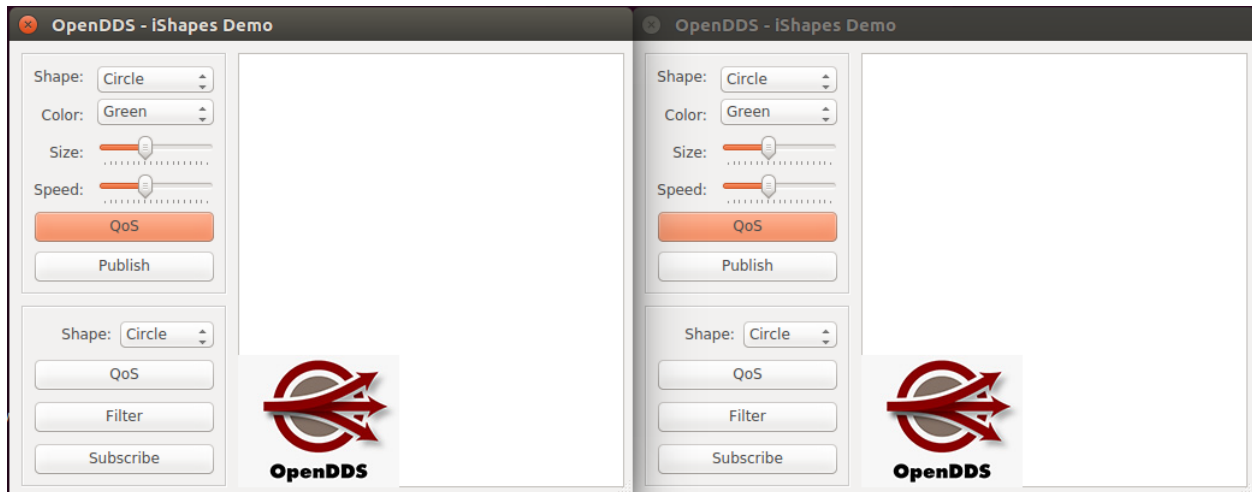 OpenDDS - iShapes Demo
Shape: Circle
Color: Green
Size:
Speed:
QoS
Publish
Shape: Circle
QoS
Filter
Subscribe
OpenDDS
OpenDDS - iShapes Demo
Shape: Circle
Color: Green
Size:
Speed:
QoS
Publish
Shape: Circle
QoS
Filter
Subscribe
OpenDDS